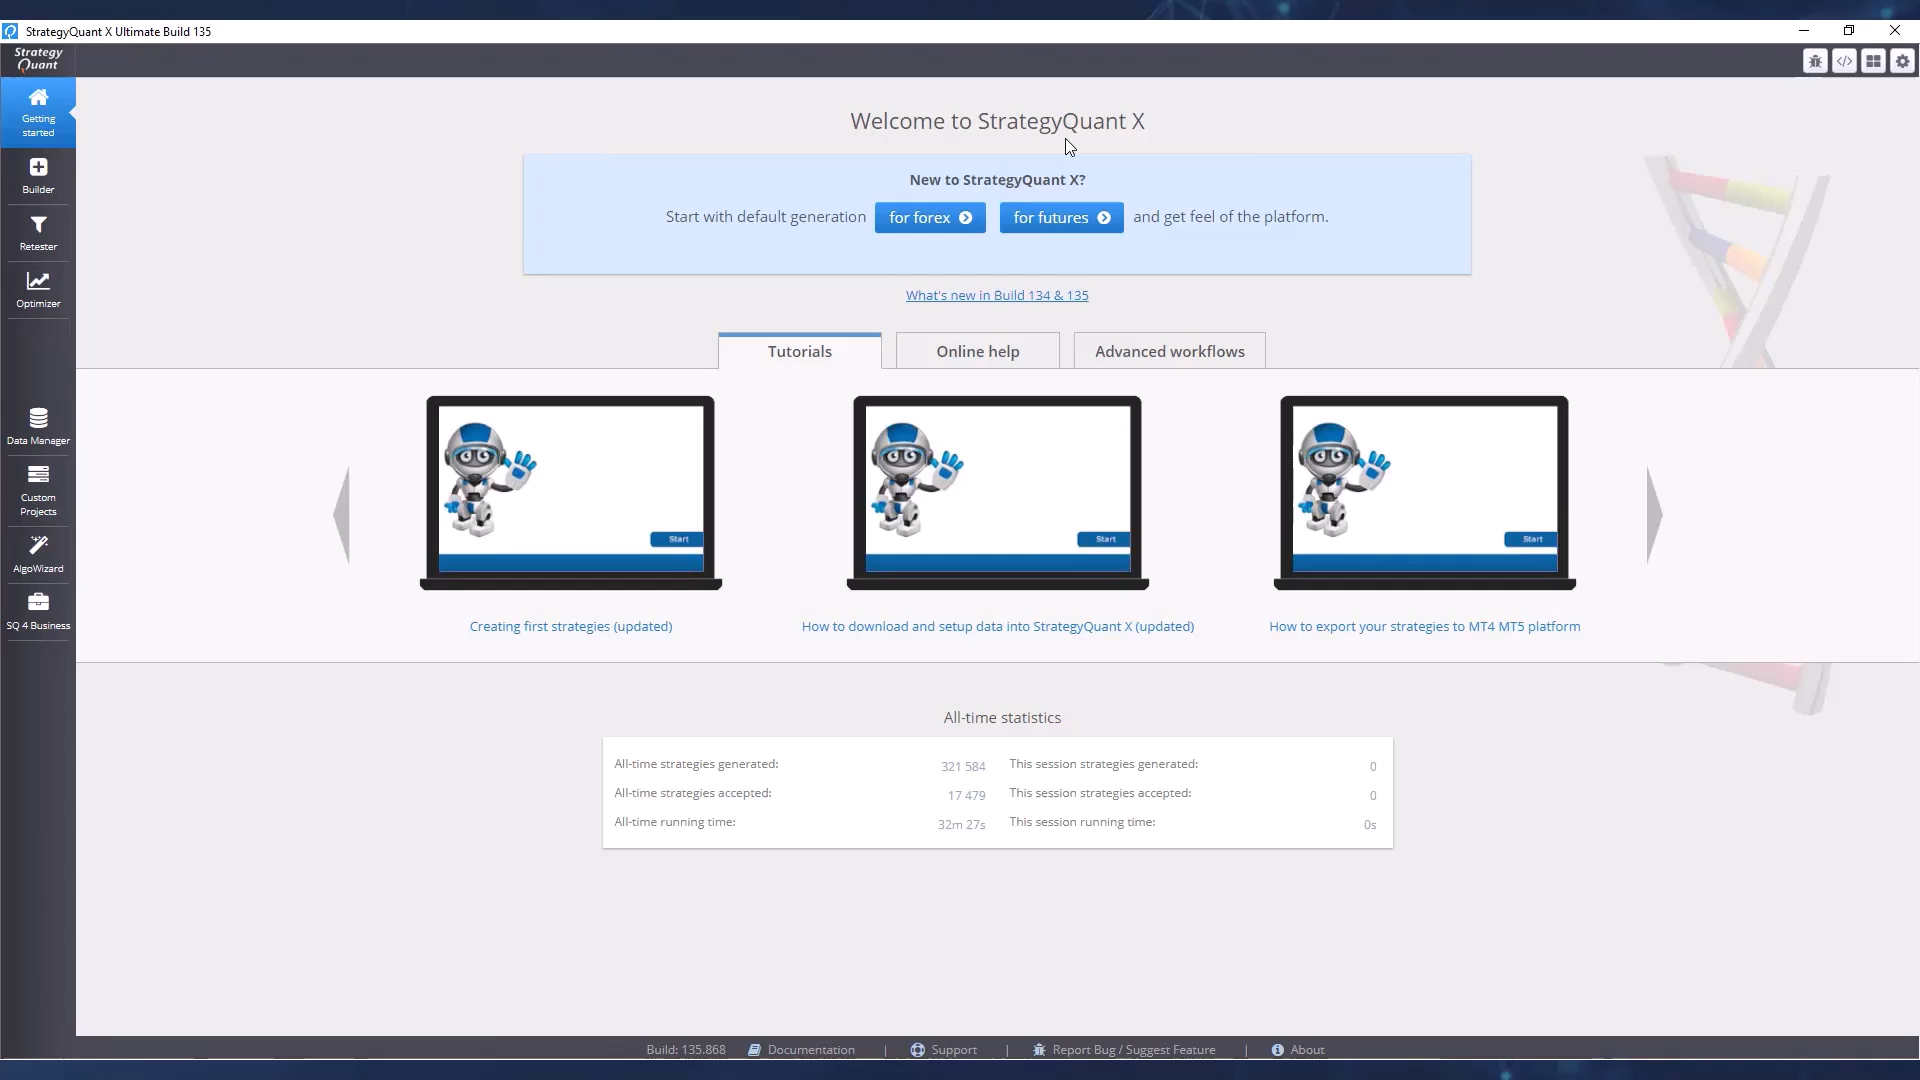 StrategyQuant X Ultimate Build 135
Strategy
Quant
Getting
started
Builder
Retester
Optimizer
Data Manager
Custom
Projects
AlgoWizard
SQ 4 Business
Welcome to StrategyQuant X
New to StrategyQuant X?
Start with default generation for forex for futures and get feel of the platform.
What's new in Build 134 & 135
Tutorials Online help Advanced workflows
Start Start Start
Creating first strategies (updated) How to download and setup data into StrategyQuant X (updated) How to export your strategies to MT4 MT5 platform
All-time statistics
All-time strategies generated: 321 584 This session strategies generated: 0
All-time strategies accepted: 17 479 This session strategies accepted: 0
All-time running time: 32m 27s This session running time: 0s
Build: 135.868 Documentation | Support | Report Bug / Suggest Feature | About